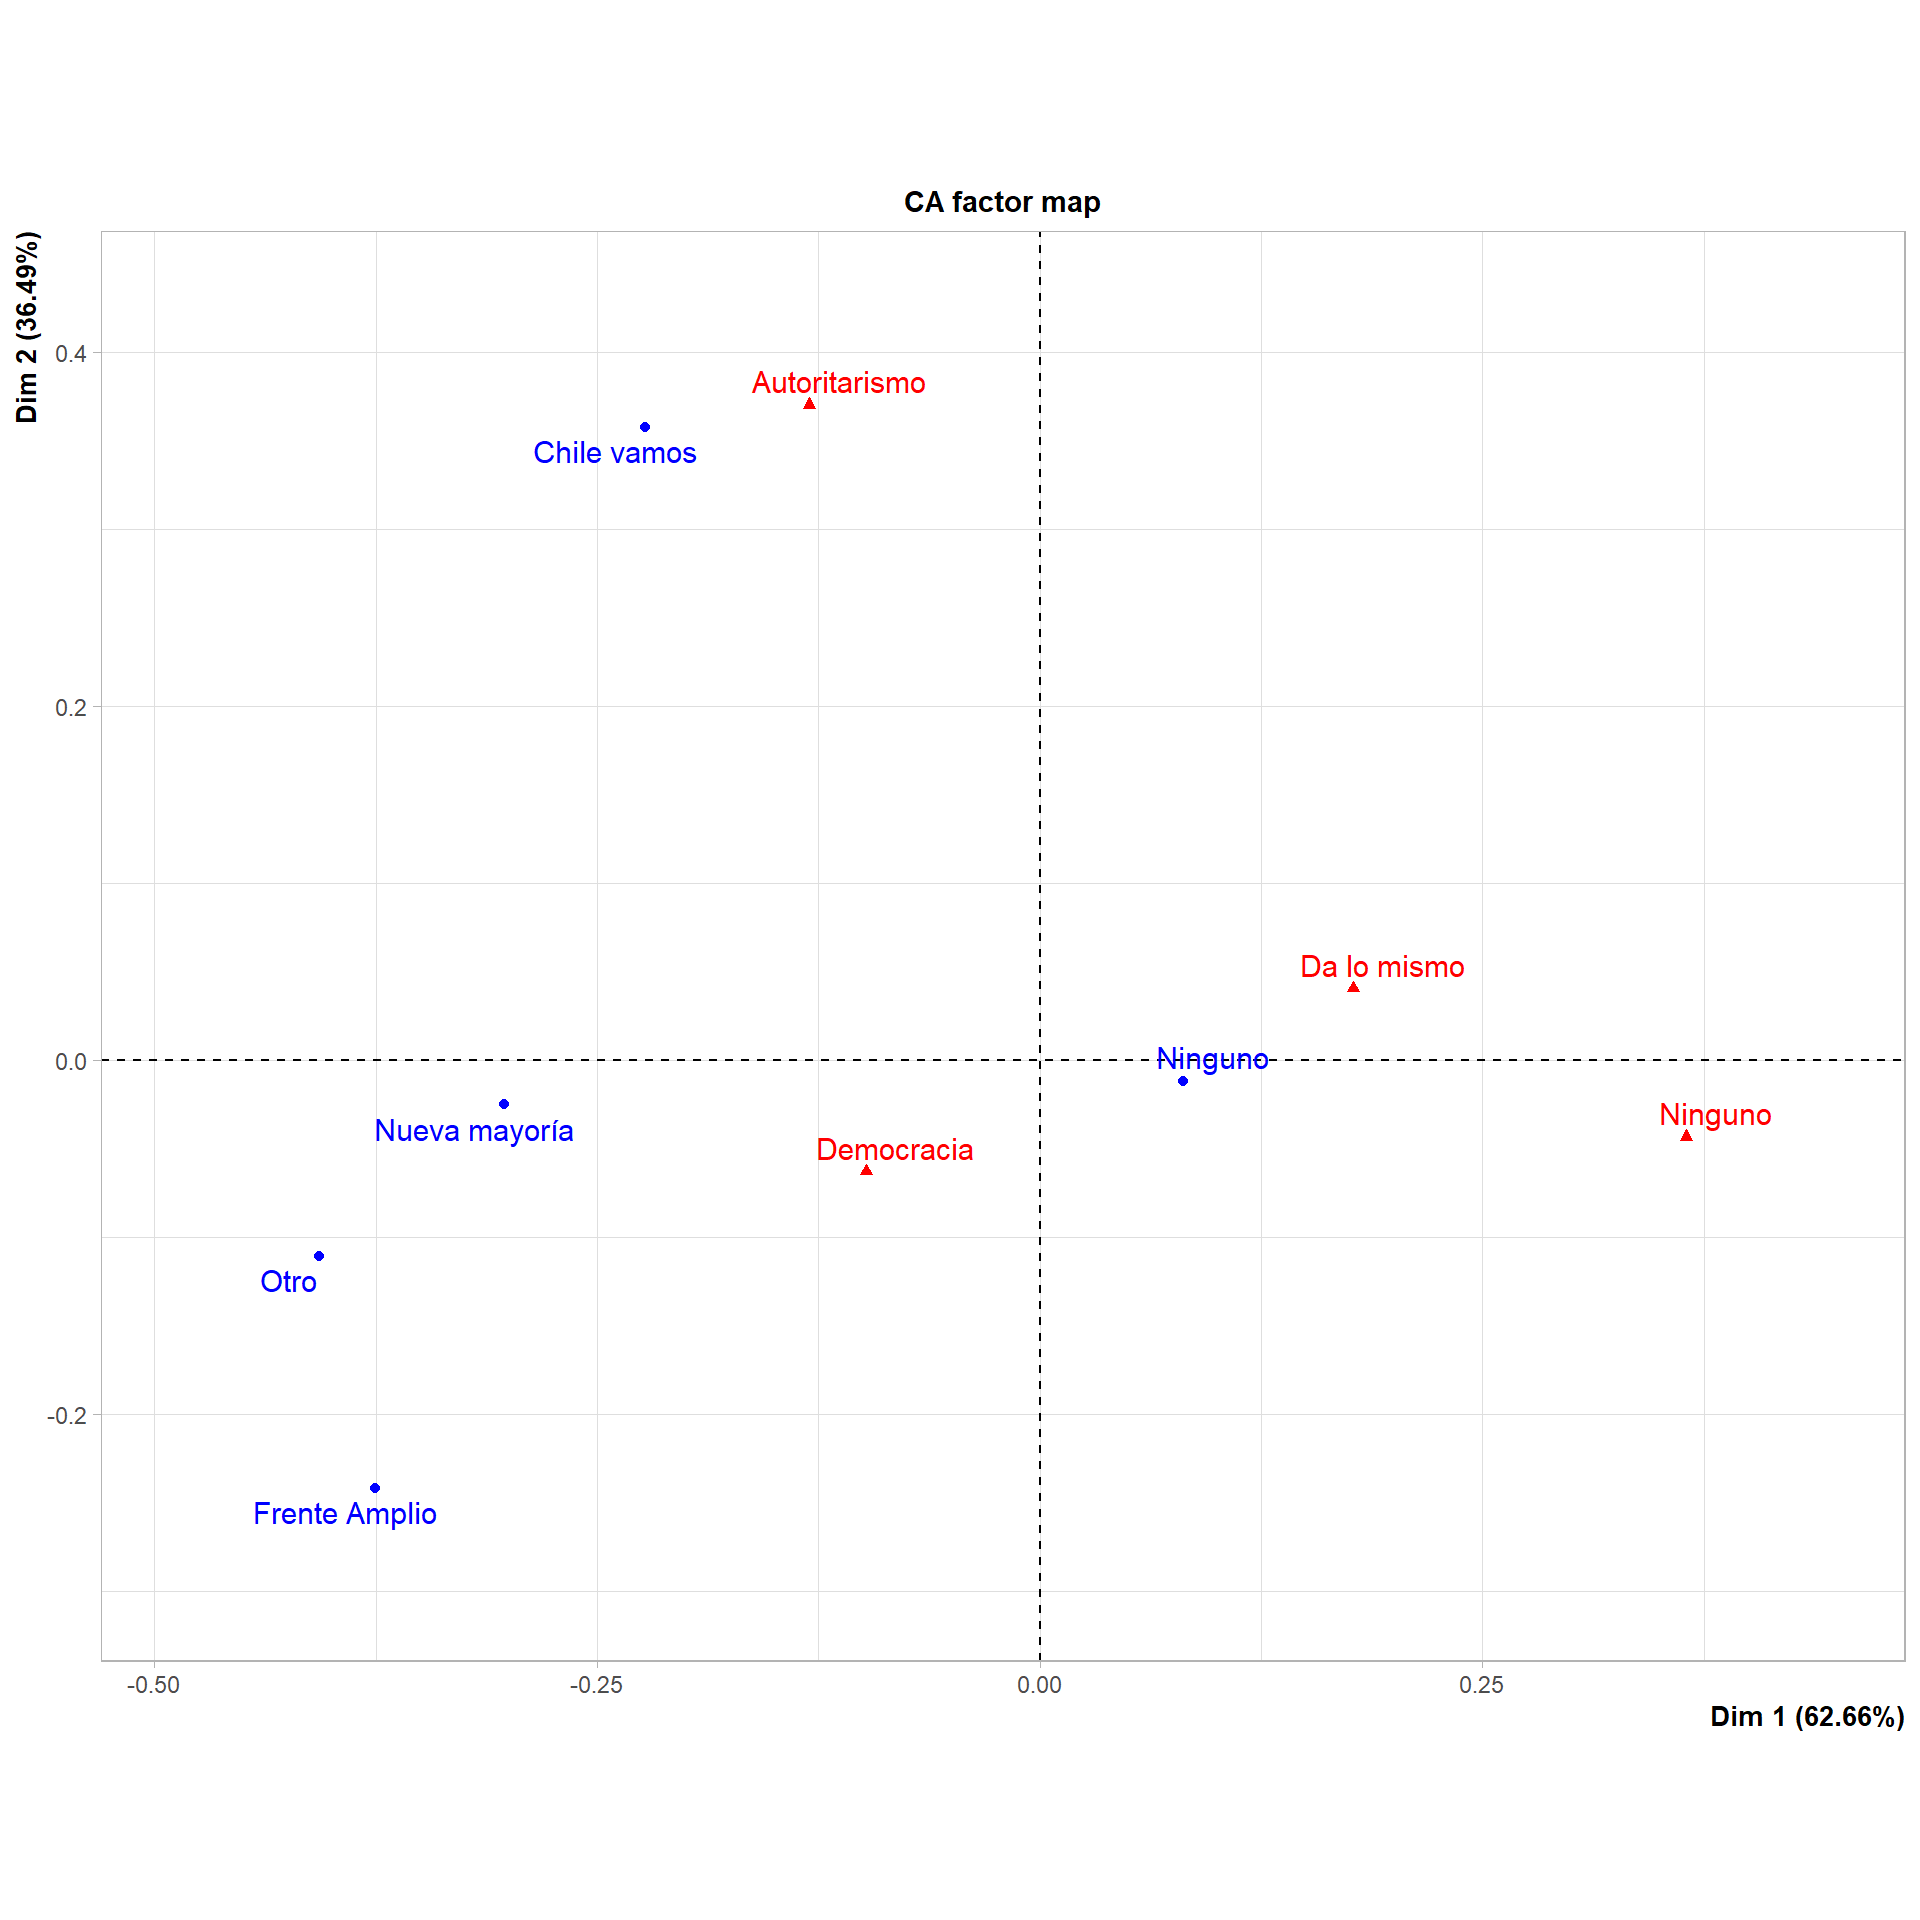 CA factor map
Dim 2 (36.49%)
0.4
0.2
0.0
-0.2
Autoritarismo
Chile vamos
Da lo mismo
Ninguno
Ninguno
Nueva mayoría
Democracia
Otro
Frente Amplio
-0.50
-0.25
0.00
0.25
Dim 1 (62.66%)